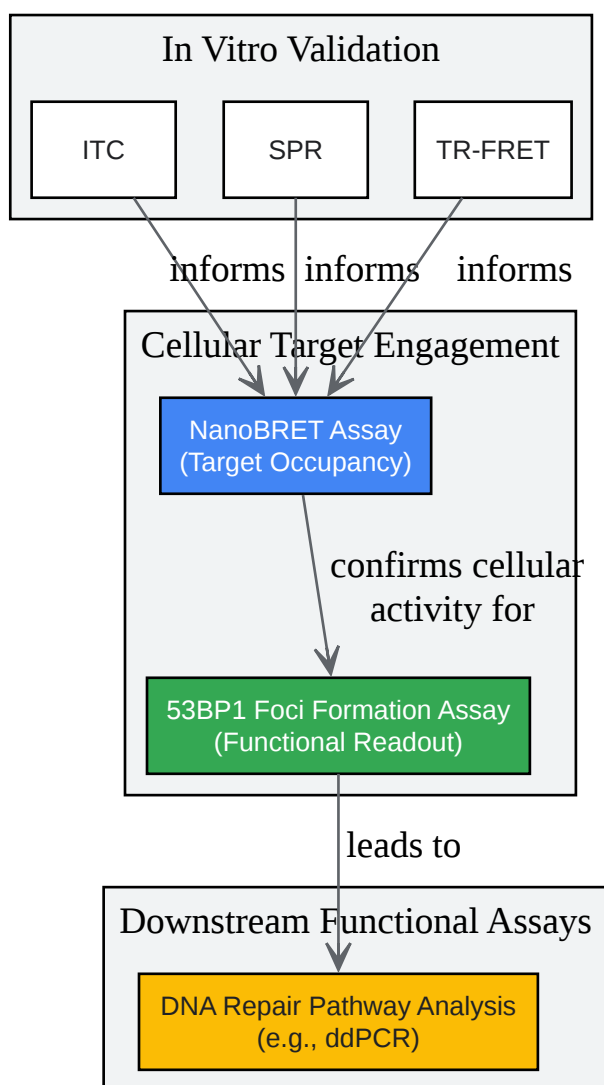 In Vitro Validation
ITC
SPR
TR-FRET
informs
informs
informs
Cellular Target Engagement
NanoBRET Assay
(Target Occupancy)
confirms cellular
activity for
53BP1 Foci Formation Assay
(Functional Readout)
leads to
Downstream Functional Assays
DNA Repair Pathway Analysis
(e.g., ddPCR)